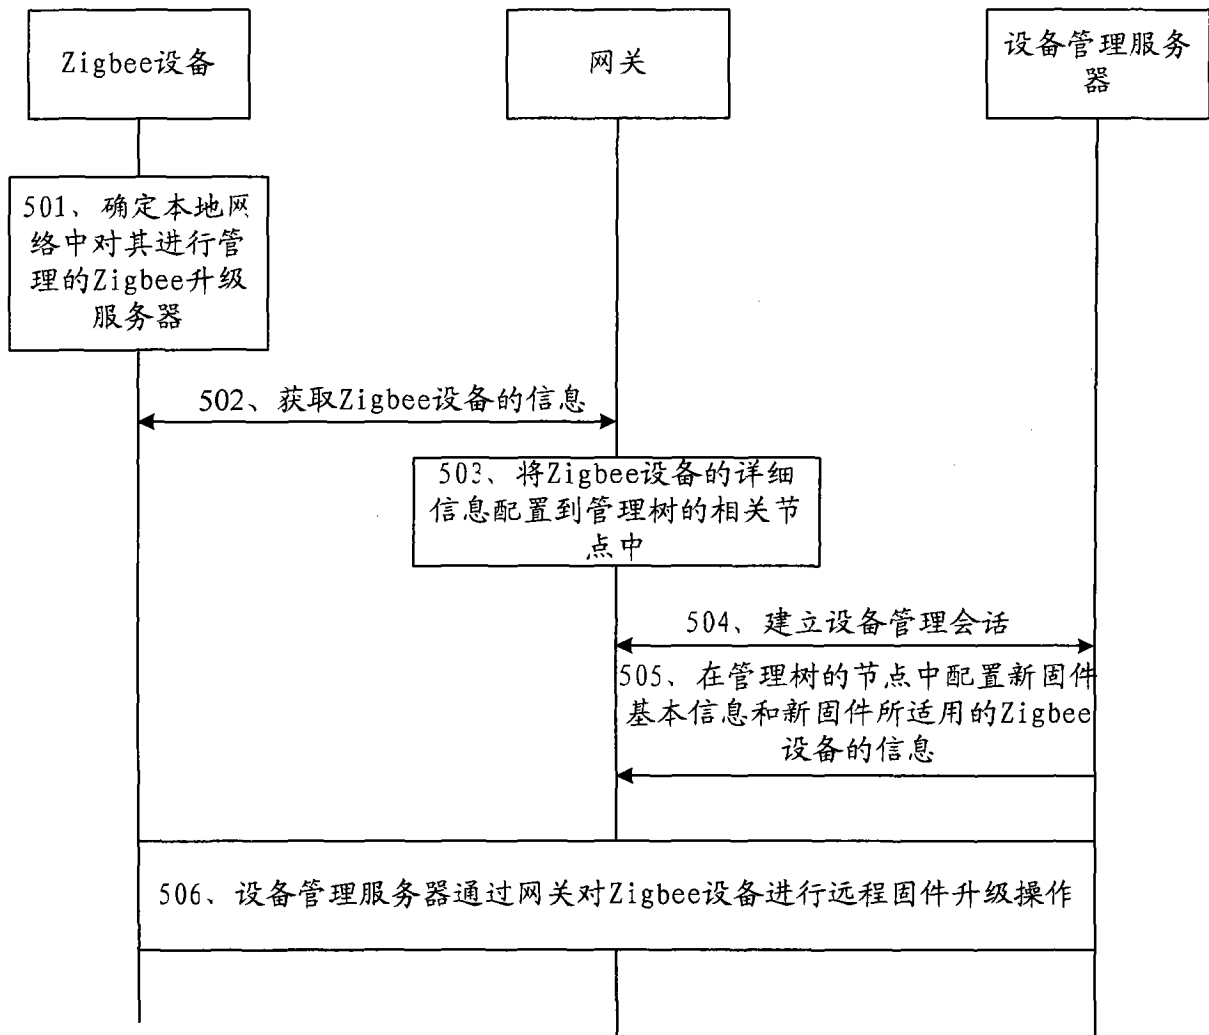 Zigbee设备
网关
设备管理服务
器
501、确定本地网
络中对其进行管
理的Zigbee升级
服务器
502、获取Zigbee设备的信息
503、将Zigbee设备的详细
信息配置到管理树的相关节
点中
504、建立设备管理会话
505、在管理树的节点中配置新固件
基本信息和新固件所适用的Zigbee
设备的信息
506、设备管理服务器通过网关对Zigbee设备进行远程固件升级操作